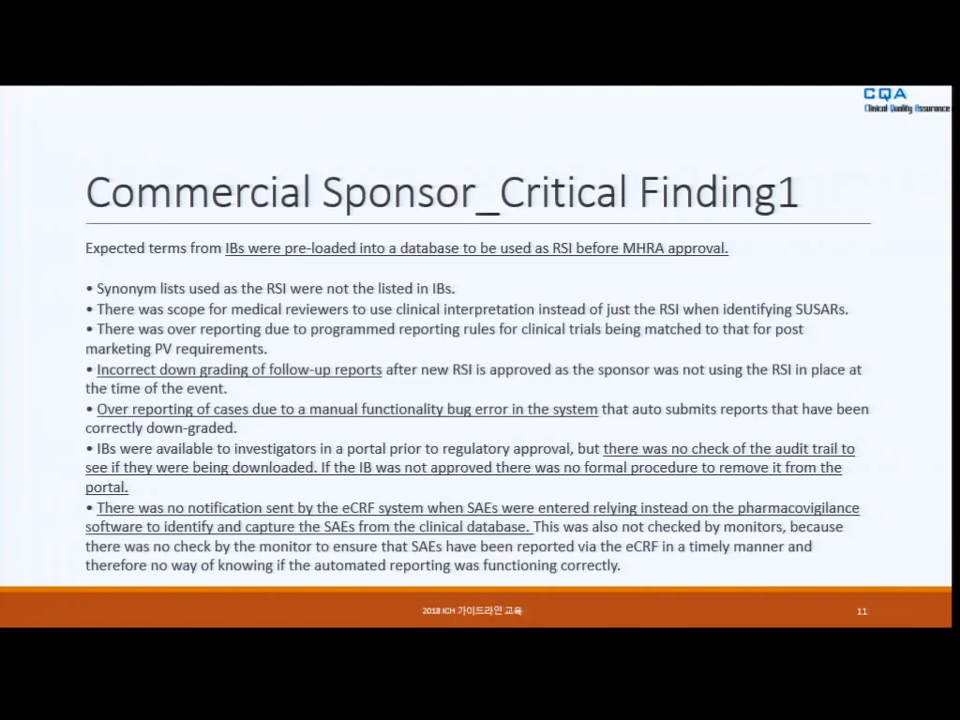 CQA
Clinical Quality Assurance
Commercial Sponsor_Critical Finding1
Expected terms from IBs were pre-loaded into a database to be used as RSI before MHRA approval.
• Synonym lists used as the RSI were not the listed in IBs.
• There was scope for medical reviewers to use clinical interpretation instead of just the RSI when identifying SUSARs.
• There was over reporting due to programmed reporting rules for clinical trials being matched to that for post
marketing PV requirements.
• Incorrect down grading of follow-up reports after new RSI is approved as the sponsor was not using the RSI in place at
the time of the event.
• Over reporting of cases due to a manual functionality bug error in the system that auto submits reports that have been
correctly down-graded.
• IBs were available to investigators in a portal prior to regulatory approval, but there was no check of the audit trail to
see if they were being downloaded. If the IB was not approved there was no formal procedure to remove it from the
portal.
• There was no notification sent by the eCRF system when SAEs were entered relying instead on the pharmacovigilance
software to identify and capture the SAEs from the clinical database. This was also not checked by monitors, because
there was no check by the monitor to ensure that SAEs have been reported via the eCRF in a timely manner and
therefore no way of knowing if the automated reporting was functioning correctly.
2018 ICH 가이드라인 교육
11